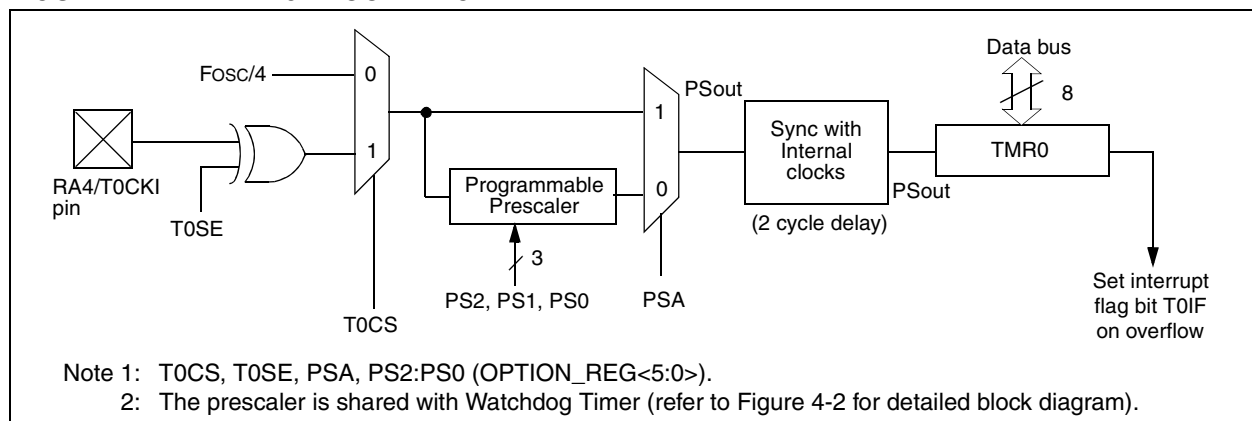 Data bus
FOSC/4
0
PSout
8
1
1
Sync with
Internal
clocks
TMR0
RA4/T0CKI
pin
Programmable
Prescaler
0
PSout
T0SE
(2 cycle delay)
3
PS2, PS1, PS0
PSA
T0CS
Set interrupt
flag bit T0IF
on overflow
Note 1: T0CS, T0SE, PSA, PS2:PS0 (OPTION_REG<5:0>).
2: The prescaler is shared with Watchdog Timer (refer to Figure 4-2 for detailed block diagram).